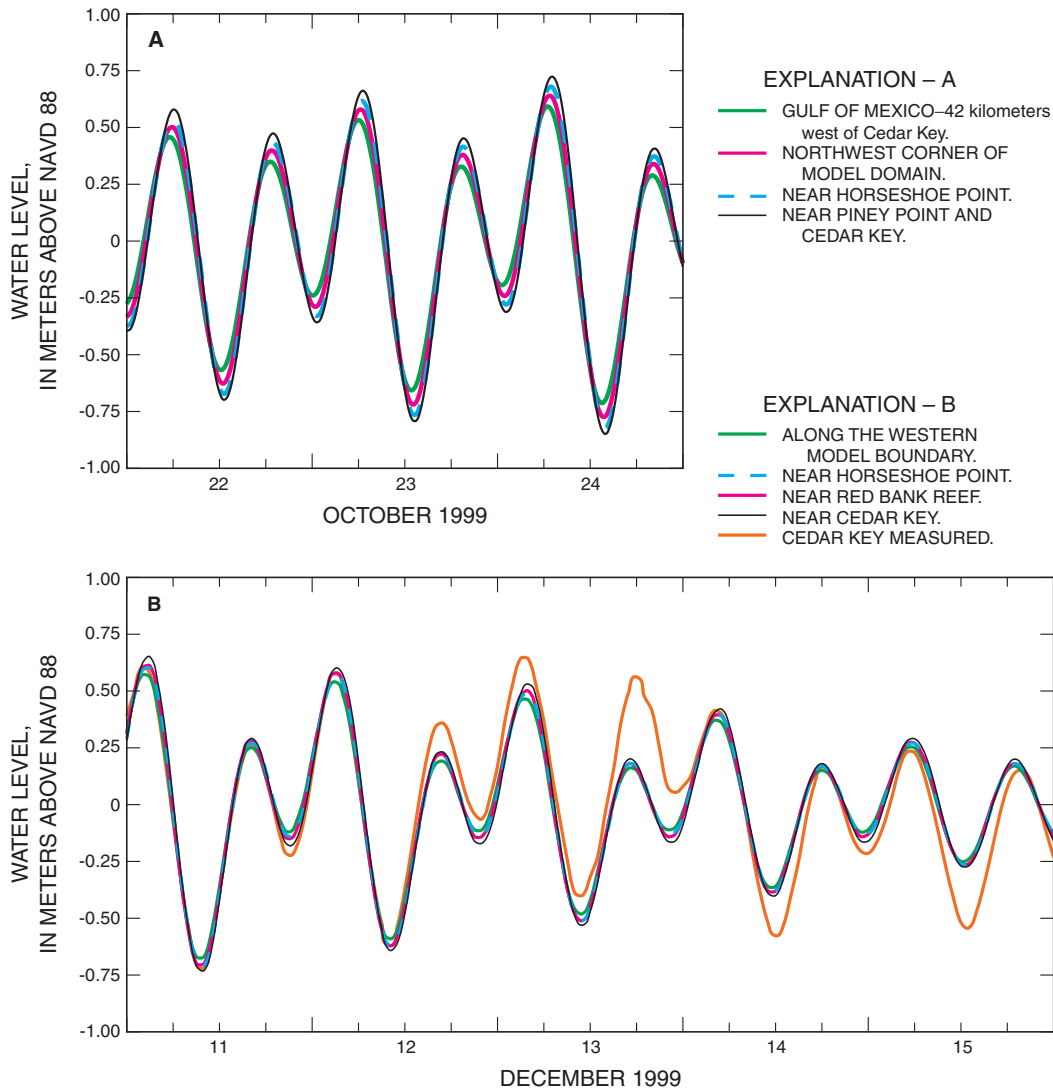 A
1.00
0.75
0.50
0.25
0
-0.25
-0.50
-0.75
-1.00
WATER LEVEL,
IN METERS ABOVE NAVD 88
22
23
24
OCTOBER 1999
EXPLANATION – A
GULF OF MEXICO–42 kilometers
west of Cedar Key.
NORTHWEST CORNER OF
MODEL DOMAIN.
NEAR HORSESHOE POINT.
NEAR PINEY POINT AND
CEDAR KEY.
EXPLANATION – B
ALONG THE WESTERN
MODEL BOUNDARY.
NEAR HORSESHOE POINT.
NEAR RED BANK REEF.
NEAR CEDAR KEY.
CEDAR KEY MEASURED.
B
1.00
0.75
0.50
0.25
0
-0.25
-0.50
-0.75
-1.00
WATER LEVEL,
IN METERS ABOVE NAVD 88
11
12
13
14
15
DECEMBER 1999